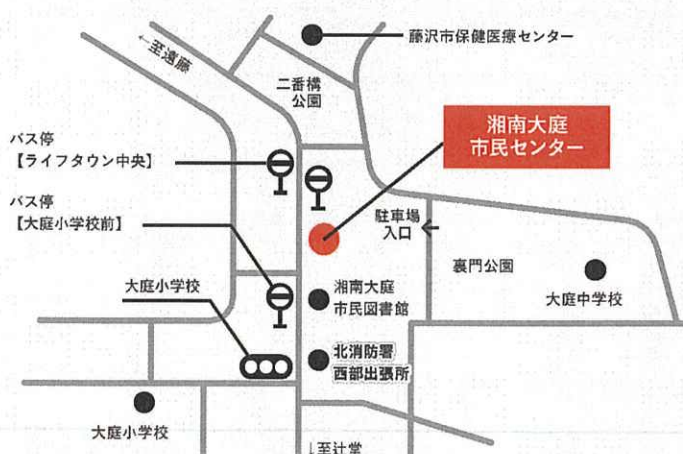 藤沢市保健医療センター
←至遠藤
二番構
公園
湘南大庭
市民センター
バス停
【ライフタウン中央】
バス停
【大庭小学校前】
駐車場
入口
裏門公園
大庭中学校
大庭小学校
湘南大庭
市民図書館
北消防署
西部出張所
大庭小学校
↓至辻堂